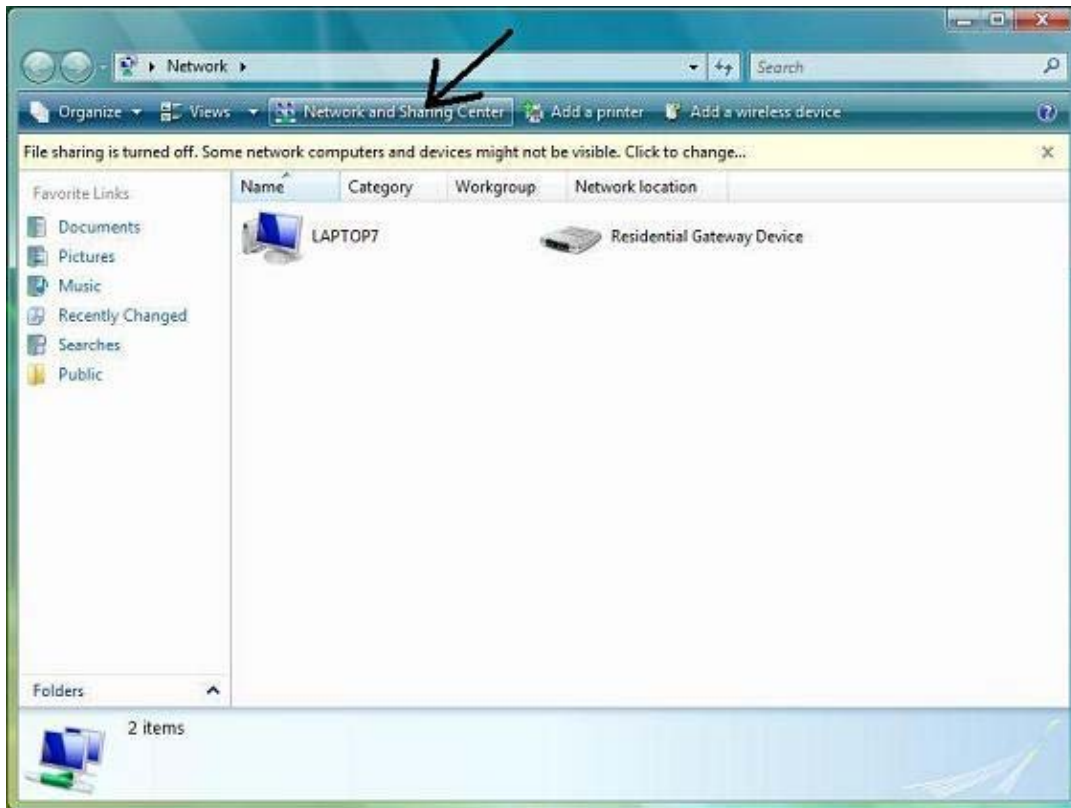 Network
Search
Organize Views Network and Sharing Center Add a printer Add a wireless device
File sharing is turned off. Some network computers and devices might not be visible. Click to change...
Favorite Links
Documents
Pictures
Music
Recently Changed
Searches
Public
Folders
Name Category Workgroup Network location
LAPTOP7 Residential Gateway Device
2 items